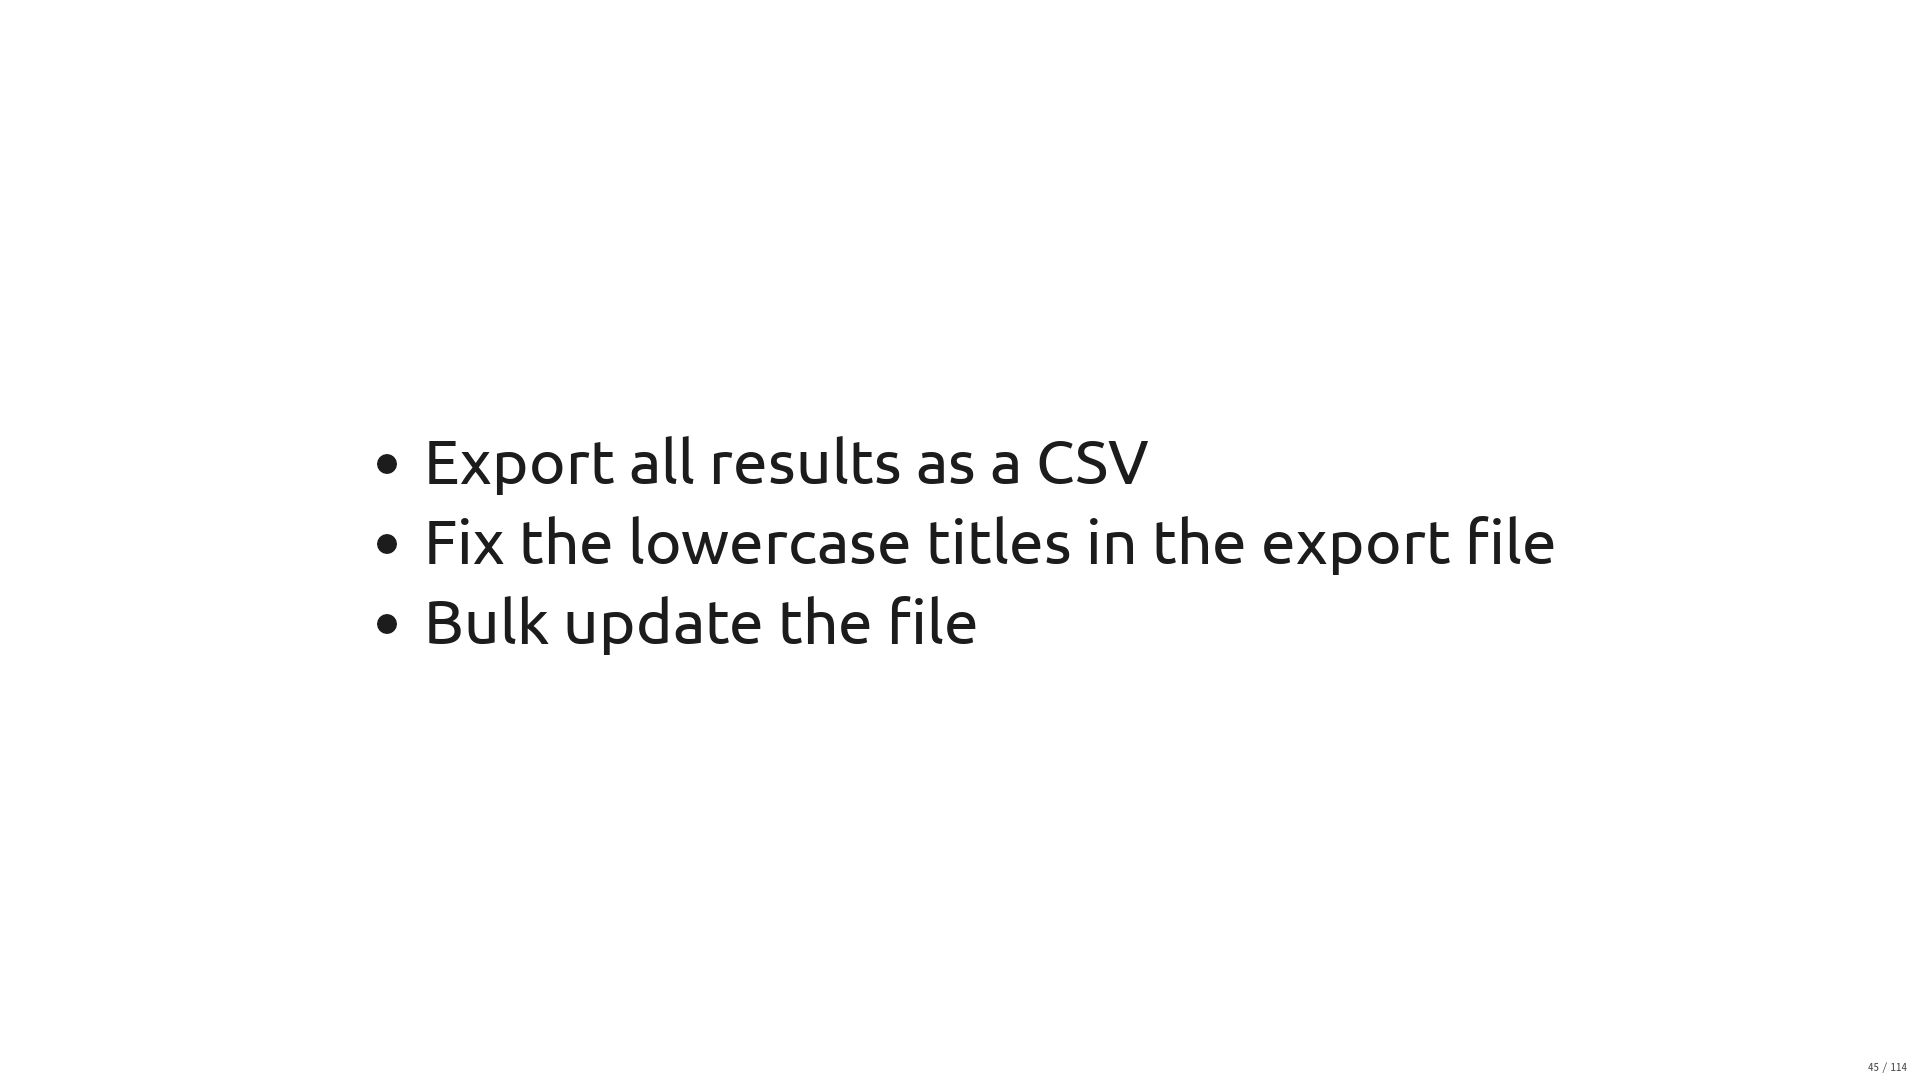 • Export all results as a CSV
• Fix the lowercase titles in the export file
• Bulk update the file
45 / 114